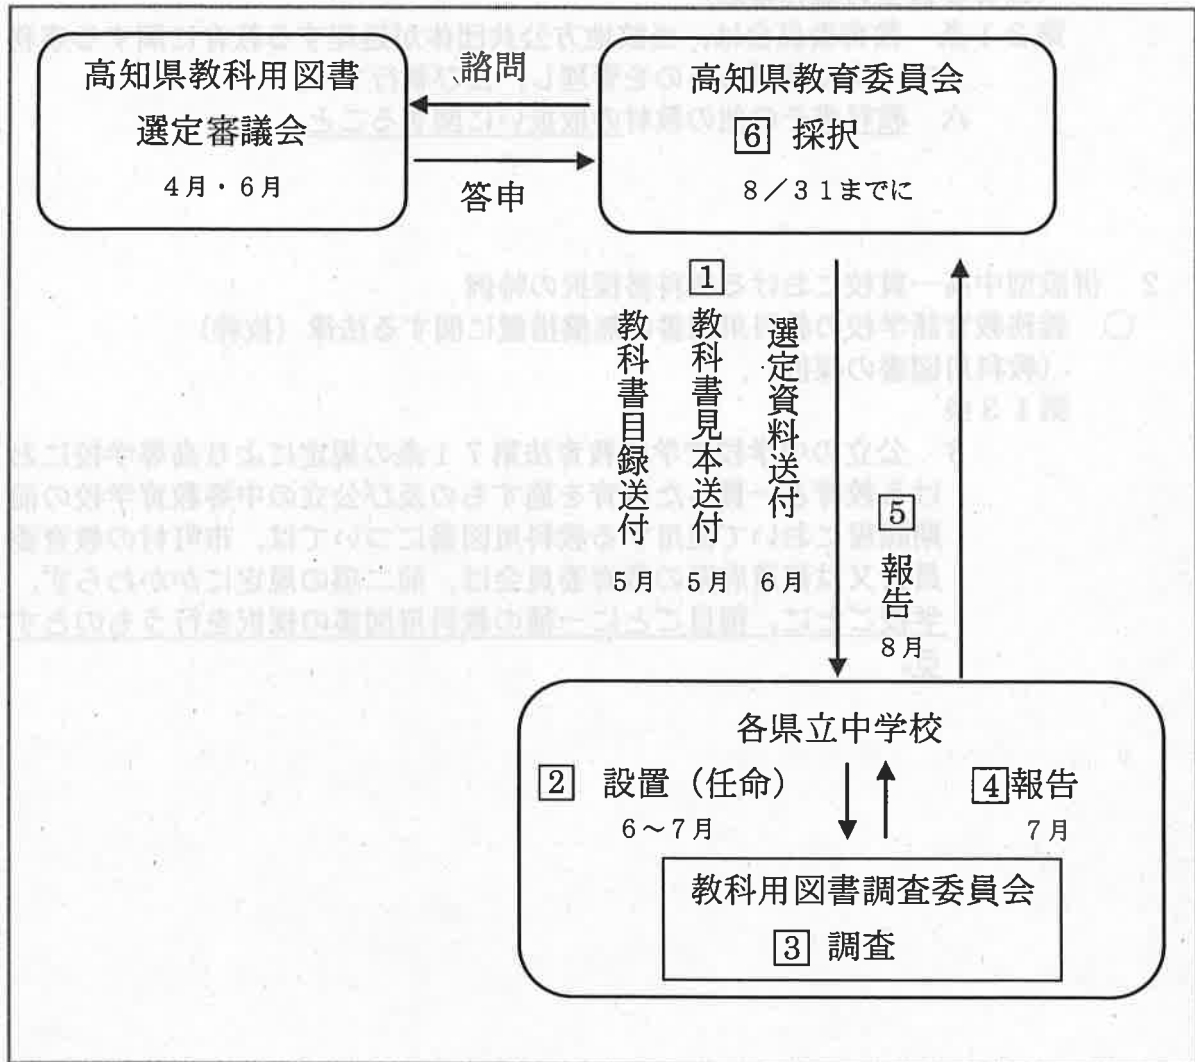 高知県教科用図書
選定審議会
4月・6月
諮問
答申
高知県教育委員会
6 採択
8/31までに
1
教科書目録送付
5月
教科書見本送付
5月
選定資料送付
6月
5
報告
8月
各県立中学校
2 設置(任命)
6~7月
4報告
7月
教科用図書調査委員会
3 調査